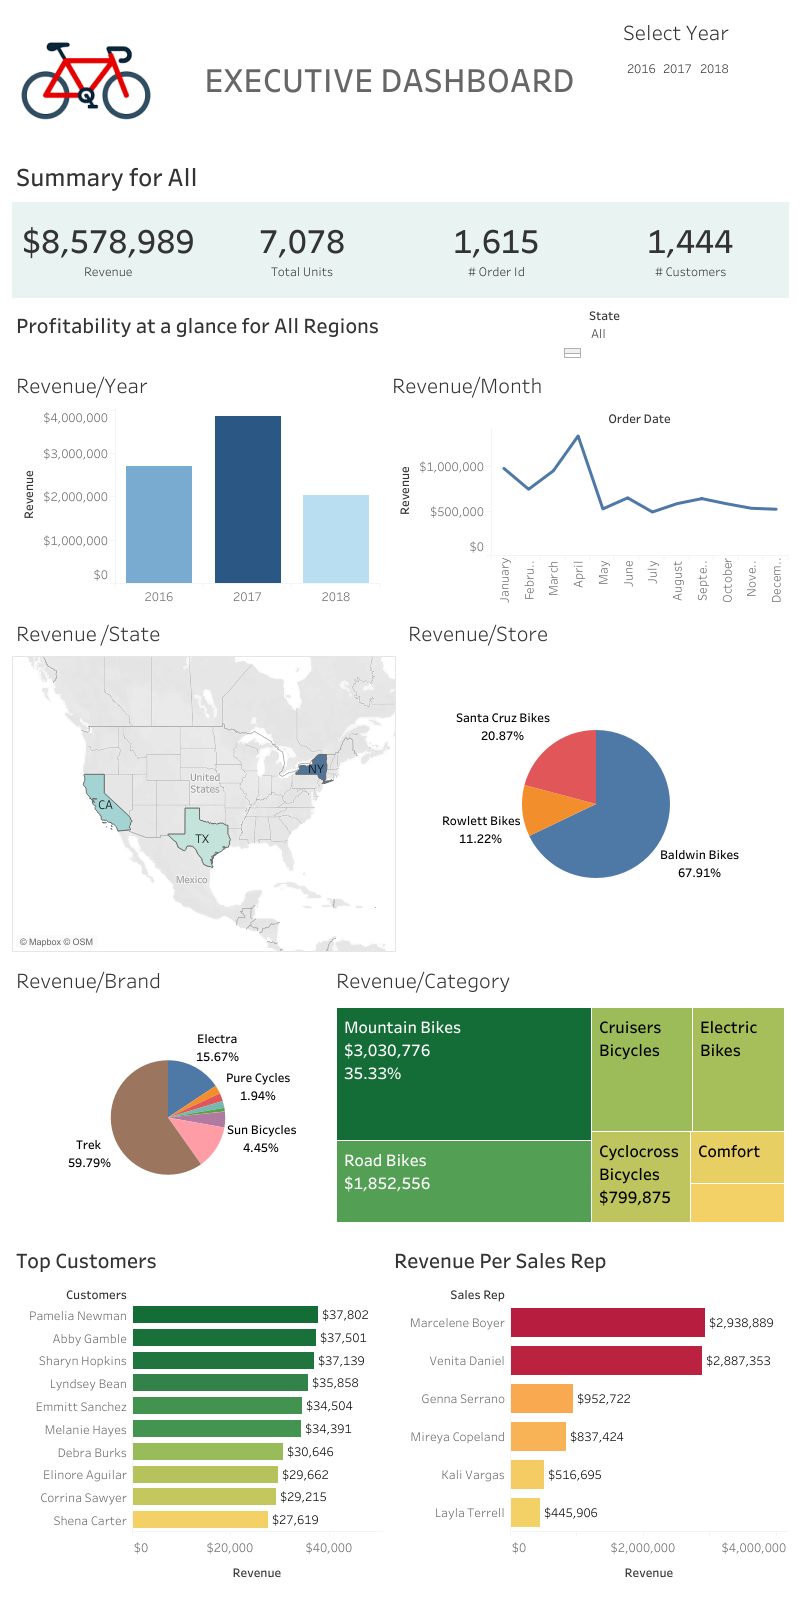 Select Year
2016 2017 2018
EXECUTIVE DASHBOARD
Summary for All
$8,578,989 7,078 1,615 1,444
Revenue Total Units # Order Id # Customers
Profitability at a glance for All Regions
State
All
Revenue/Year
$4,000,000
$3,000,000
$2,000,000
$1,000,000
$0
Revenue
2016 2017 2018
Revenue/Month
Order Date
$1,000,000
$500,000
$0
Revenue
January
Febru..
March
April
May
June
July
August
Septe..
October
Nove..
Decem..
Revenue /State
United
States
Mexico
CA
TX
NY
© Mapbox © OSM
Revenue/Store
Santa Cruz Bikes
20.87%
Rowlett Bikes
11.22%
Baldwin Bikes
67.91%
Revenue/Brand
Electra
15.67%
Pure Cycles
1.94%
Sun Bicycles
4.45%
Trek
59.79%
Revenue/Category
Mountain Bikes
$3,030,776
35.33%
Road Bikes
$1,852,556
Cruisers
Bicycles
Electric
Bikes
Cyclocross
Bicycles
$799,875
Comfort
Top Customers
Customers
Pamelia Newman $37,802
Abby Gamble $37,501
Sharyn Hopkins $37,139
Lyndsey Bean $35,858
Emmitt Sanchez $34,504
Melanie Hayes $34,391
Debra Burks $30,646
Elinore Aguilar $29,662
Corrina Sawyer $29,215
Shena Carter $27,619
$0 $20,000 $40,000
Revenue
Revenue Per Sales Rep
Sales Rep
Marcelene Boyer $2,938,889
Venita Daniel $2,887,353
Genna Serrano $952,722
Mireya Copeland $837,424
Kali Vargas $516,695
Layla Terrell $445,906
$0 $2,000,000 $4,000,000
Revenue